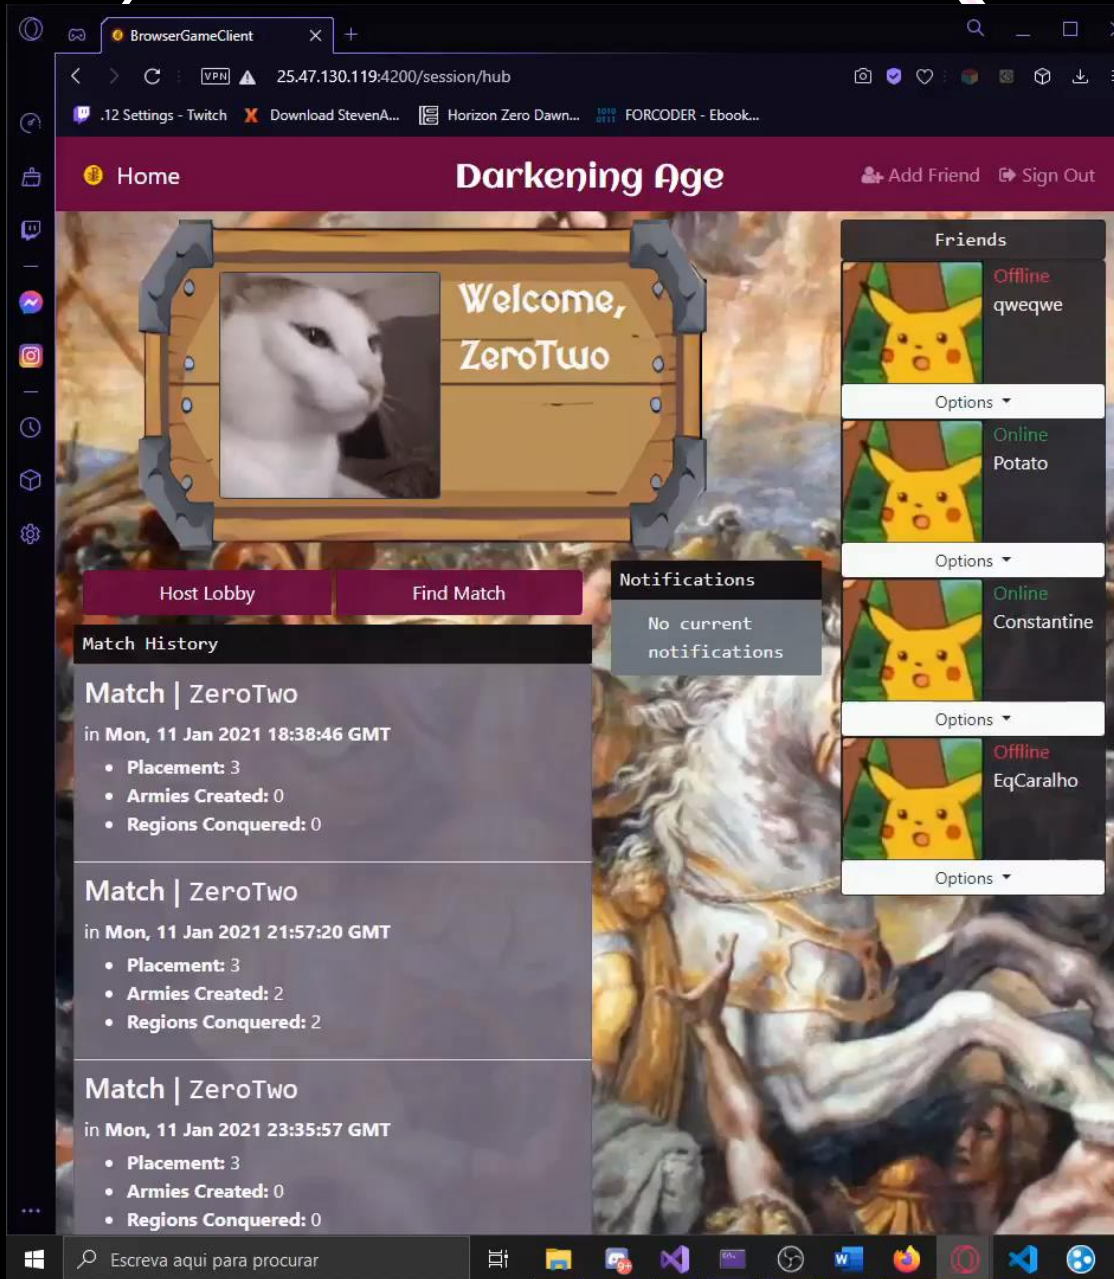 BrowserGameClient
VPN 25.47.130.119:4200/session/hub
.12 Settings - Twitch Download StevenA... Horizon Zero Dawn... FORCODER - Ebook...
Home Darkening Age Add Friend Sign Out
Welcome,
ZeroTwo
Friends
Offline
qweqwe
Options
Online
Potato
Options
Online
Constantine
Options
Offline
EqCaralho
Options
Host Lobby Find Match
Notifications
No current
notifications
Match History
Match | ZeroTwo
in Mon, 11 Jan 2021 18:38:46 GMT
Placement: 3
Armies Created: 0
Regions Conquered: 0
Match | ZeroTwo
in Mon, 11 Jan 2021 21:57:20 GMT
Placement: 3
Armies Created: 2
Regions Conquered: 2
Match | ZeroTwo
in Mon, 11 Jan 2021 23:35:57 GMT
Placement: 3
Armies Created: 0
Regions Conquered: 0
Escreva aqui para procurar
9+